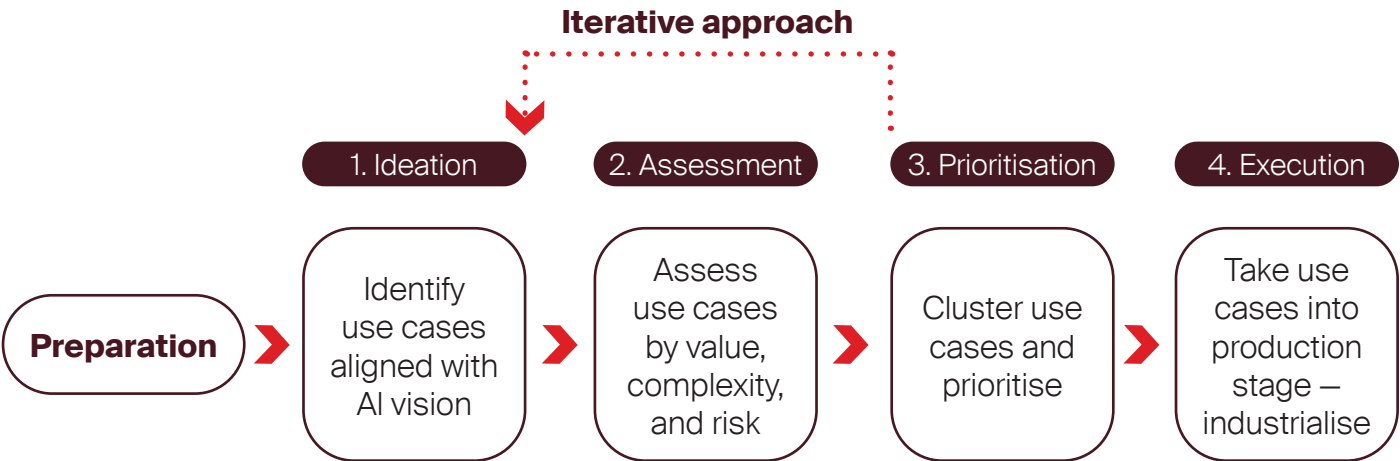 Iterative approach
1. Ideation
2. Assessment
3. Prioritisation
4. Execution
Preparation
Identify
use cases
aligned with
AI vision
Assess
use cases
by value,
complexity,
and risk
Cluster use
cases and
prioritise
Take use
cases into
production
stage —
industrialise